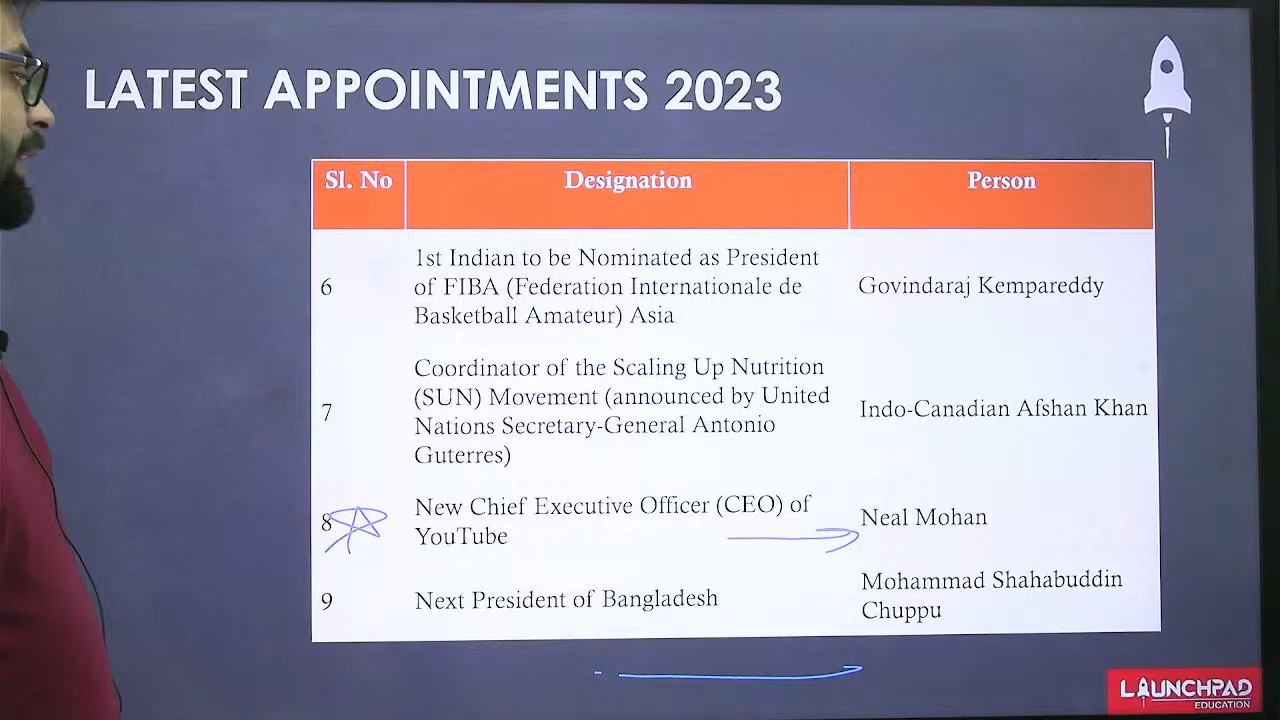 LATEST APPOINTMENTS 2023
Sl. No Designation Person
6 1st Indian to be Nominated as President of FIBA (Federation Internationale de Basketball Amateur) Asia Govindaraj Kempareddy
7 Coordinator of the Scaling Up Nutrition (SUN) Movement (announced by United Nations Secretary-General Antonio Guterres) Indo-Canadian Afshan Khan
8 New Chief Executive Officer (CEO) of YouTube Neal Mohan
9 Next President of Bangladesh Mohammad Shahabuddin Chuppu
LAUNCHPAD
EDUCATION